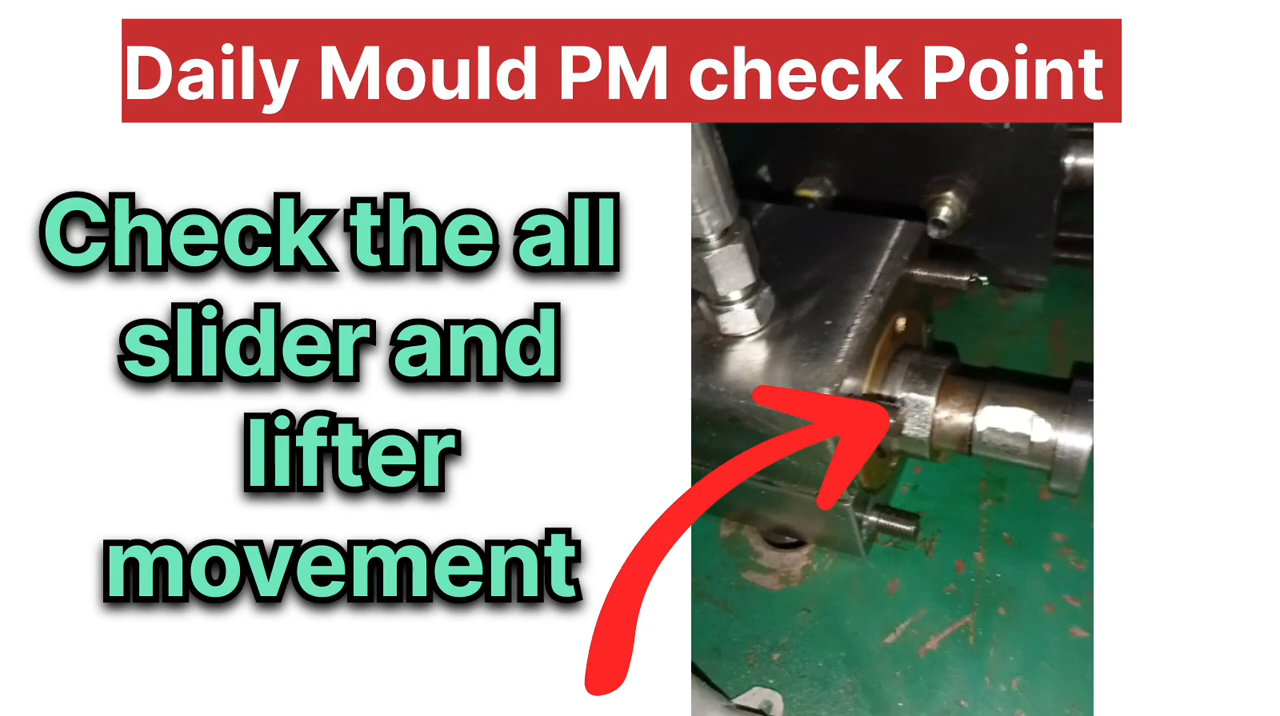 Daily Mould PM check Point
Check the all
slider and
lifter
movement